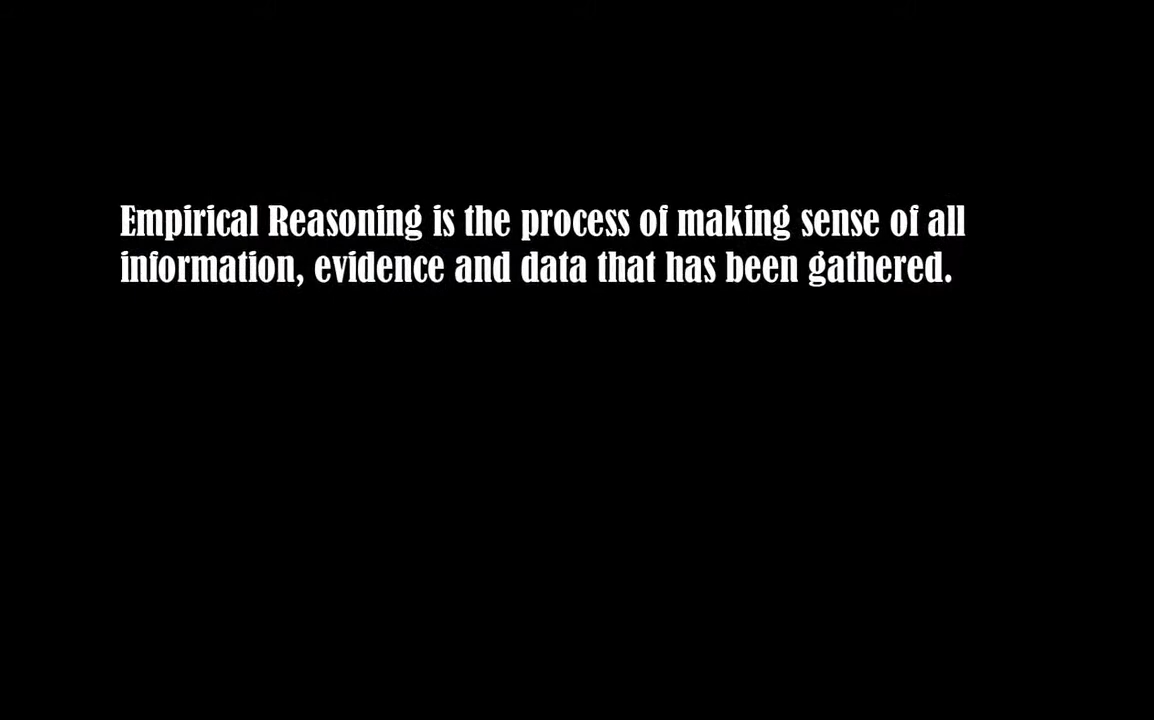 Empirical Reasoning is the process of making sense of all
information, evidence and data that has been gathered.